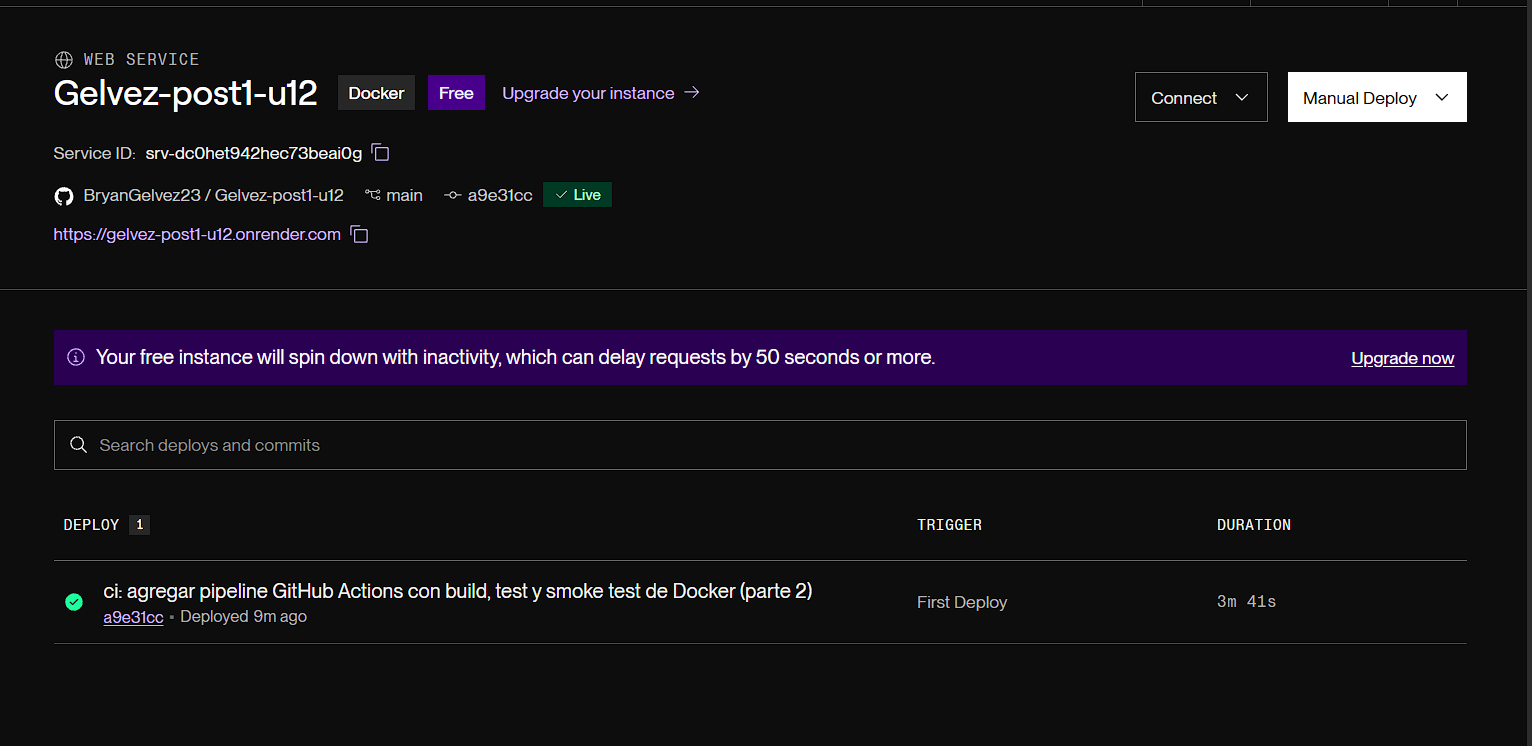 WEB SERVICE
Gelvez-post1-u12 Docker Free Upgrade your instance →
Connect Manual Deploy
Service ID: srv-dc0het942hec73beai0g
BryanGelvez23 / Gelvez-post1-u12 main a9e31cc Live
https://gelvez-post1-u12.onrender.com
Your free instance will spin down with inactivity, which can delay requests by 50 seconds or more. Upgrade now
Search deploys and commits
DEPLOY 1 TRIGGER DURATION
ci: agregar pipeline GitHub Actions con build, test y smoke test de Docker (parte 2)
a9e31cc • Deployed 9m ago
First Deploy 3m 41s